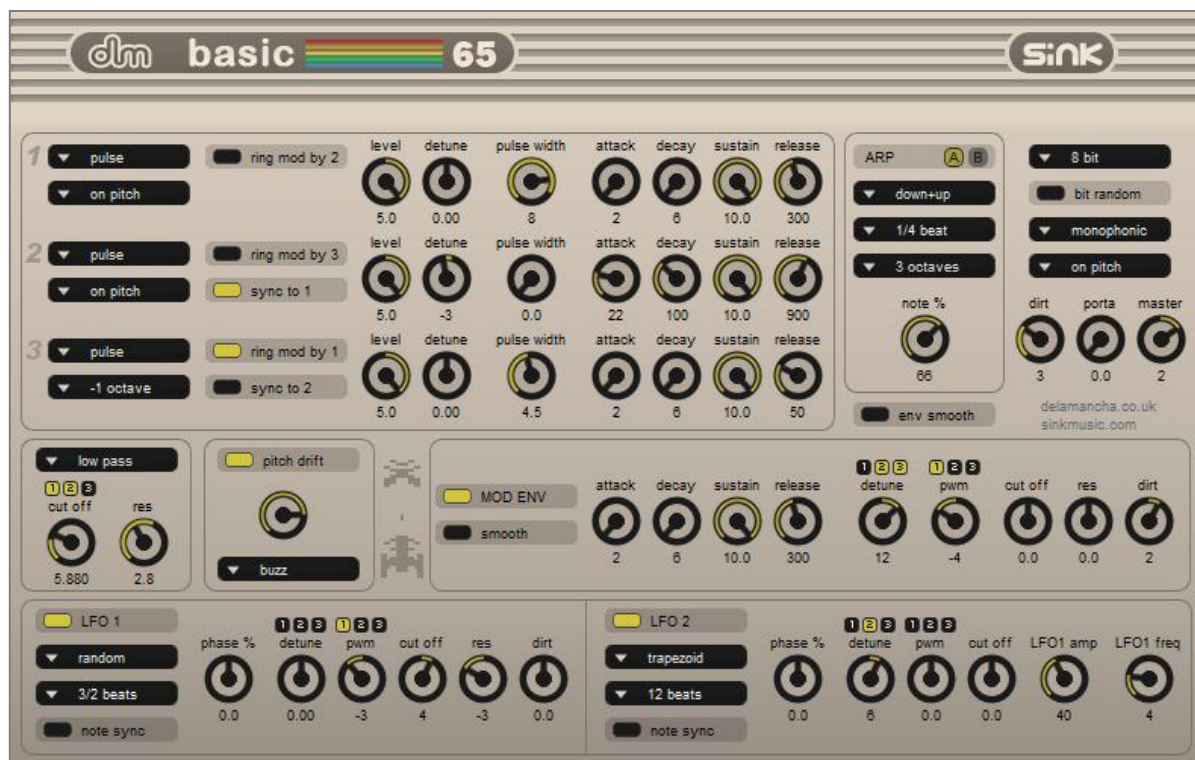 dm basic 65 sink
1 pulse ring mod by 2 level detune pulse width attack decay sustain release
on pitch
5.0 0.00 8 2 6 10.0 300
2 pulse ring mod by 3 level detune pulse width attack decay sustain release
on pitch sync to 1
5.0 -3 0.0 22 100 10.0 900
3 pulse ring mod by 1 level detune pulse width attack decay sustain release
-1 octave sync to 2
5.0 0.00 4.5 2 6 10.0 50
ARP A B
down+up
1/4 beat
3 octaves
note %
66
env smooth
8 bit
bit random
monophonic
on pitch
dirt porta master
3 0.0 2
delamancha.co.uk
sinkmusic.com
low pass
1 2 3
cut off res
5.880 2.8
pitch drift
buzz
MOD ENV
smooth
1 2 3 1 2 3
attack decay sustain release detune pwm cut off res dirt
2 6 10.0 300 12 -4 0.0 0.0 2
LFO 1
random
3/2 beats
note sync
1 2 3 1 2 3
phase % detune pwm cut off res dirt
0.0 0.00 -3 4 -3 0.0
LFO 2
trapezoid
12 beats
note sync
1 2 3 1 2 3
phase % detune pwm cut off LFO1 amp LFO1 freq
0.0 6 0.0 0.0 40 4